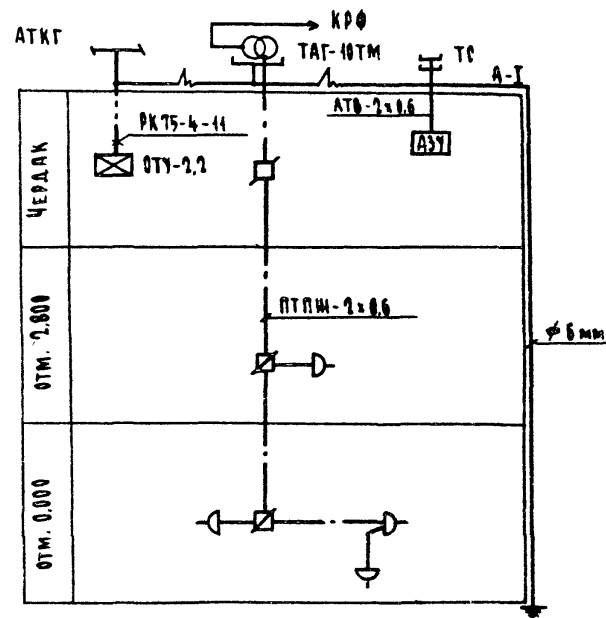 КРФ
АТКГ
ТАГ-10ТМ
ТС
А-I
РК75-4-11
АТВ-2х0.6
АЗУ
ОТУ-2,2
ЧЕРДАК
ПТПЖ-2х0.6
отм. 2.800
ф 6 мм
отм. 0.000